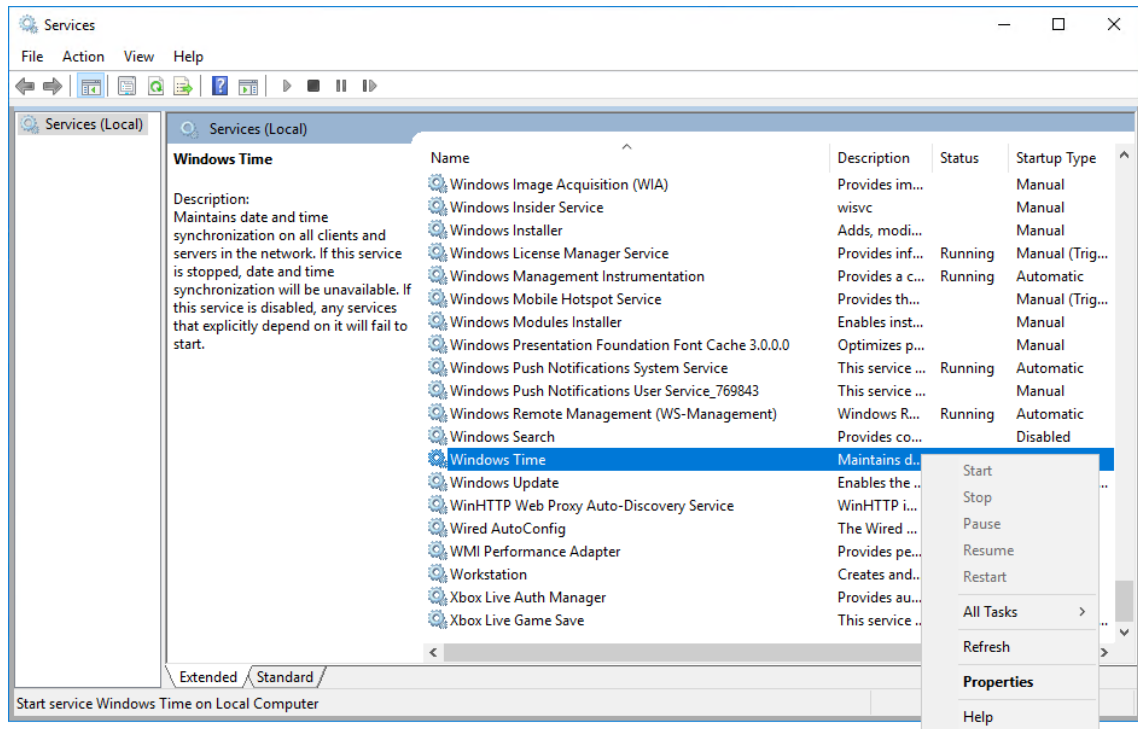 Services
File Action View Help
Services (Local)
Services (Local)
Windows Time
Description:
Maintains date and time
synchronization on all clients and
servers in the network. If this service
is stopped, date and time
synchronization will be unavailable. If
this service is disabled, any services
that explicitly depend on it will fail to
start.
Name Description Status Startup Type
Windows Image Acquisition (WIA) Provides im... Manual
Windows Insider Service wisvc Manual
Windows Installer Adds, modi... Manual
Windows License Manager Service Provides inf... Running Manual (Trig...
Windows Management Instrumentation Provides a c... Running Automatic
Windows Mobile Hotspot Service Provides th... Manual (Trig...
Windows Modules Installer Enables inst... Manual
Windows Presentation Foundation Font Cache 3.0.0.0 Optimizes p... Manual
Windows Push Notifications System Service This service ... Running Automatic
Windows Push Notifications User Service_769843 This service ... Manual
Windows Remote Management (WS-Management) Windows R... Running Automatic
Windows Search Provides co... Disabled
Windows Time Maintains d..
Windows Update Enables the ..
WinHTTP Web Proxy Auto-Discovery Service WinHTTP i...
Wired AutoConfig The Wired ...
WMI Performance Adapter Provides pe...
Workstation Creates and..
Xbox Live Auth Manager Provides au...
Xbox Live Game Save This service ..
Start
Stop
Pause
Resume
Restart
All Tasks
Refresh
Properties
Help
Extended Standard
Start service Windows Time on Local Computer